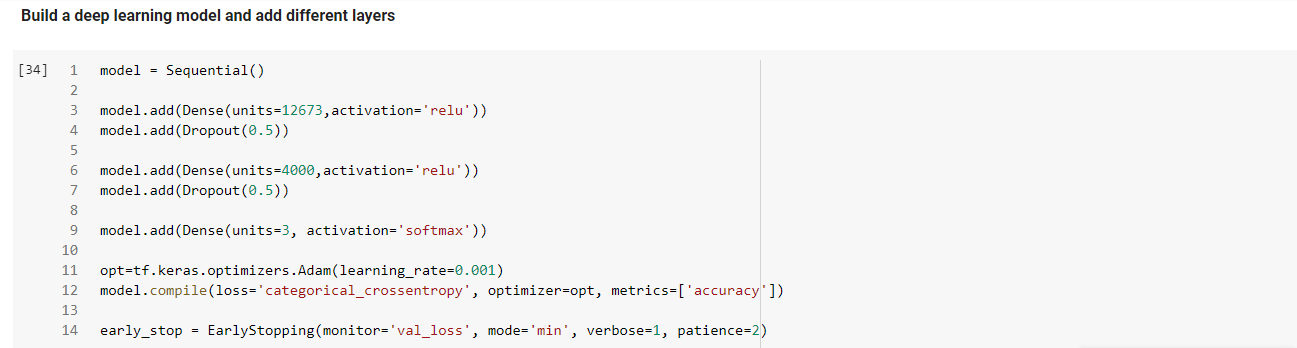 Build a deep learning model and add different layers
[34] 1 model = Sequential()
2
3 model.add(Dense(units=12673,activation='relu'))
4 model.add(Dropout(0.5))
5
6 model.add(Dense(units=4000,activation='relu'))
7 model.add(Dropout(0.5))
8
9 model.add(Dense(units=3, activation='softmax'))
10
11 opt=tf.keras.optimizers.Adam(learning_rate=0.001)
12 model.compile(loss='categorical_crossentropy', optimizer=opt, metrics=['accuracy'])
13
14 early_stop = EarlyStopping(monitor='val_loss', mode='min', verbose=1, patience=2)